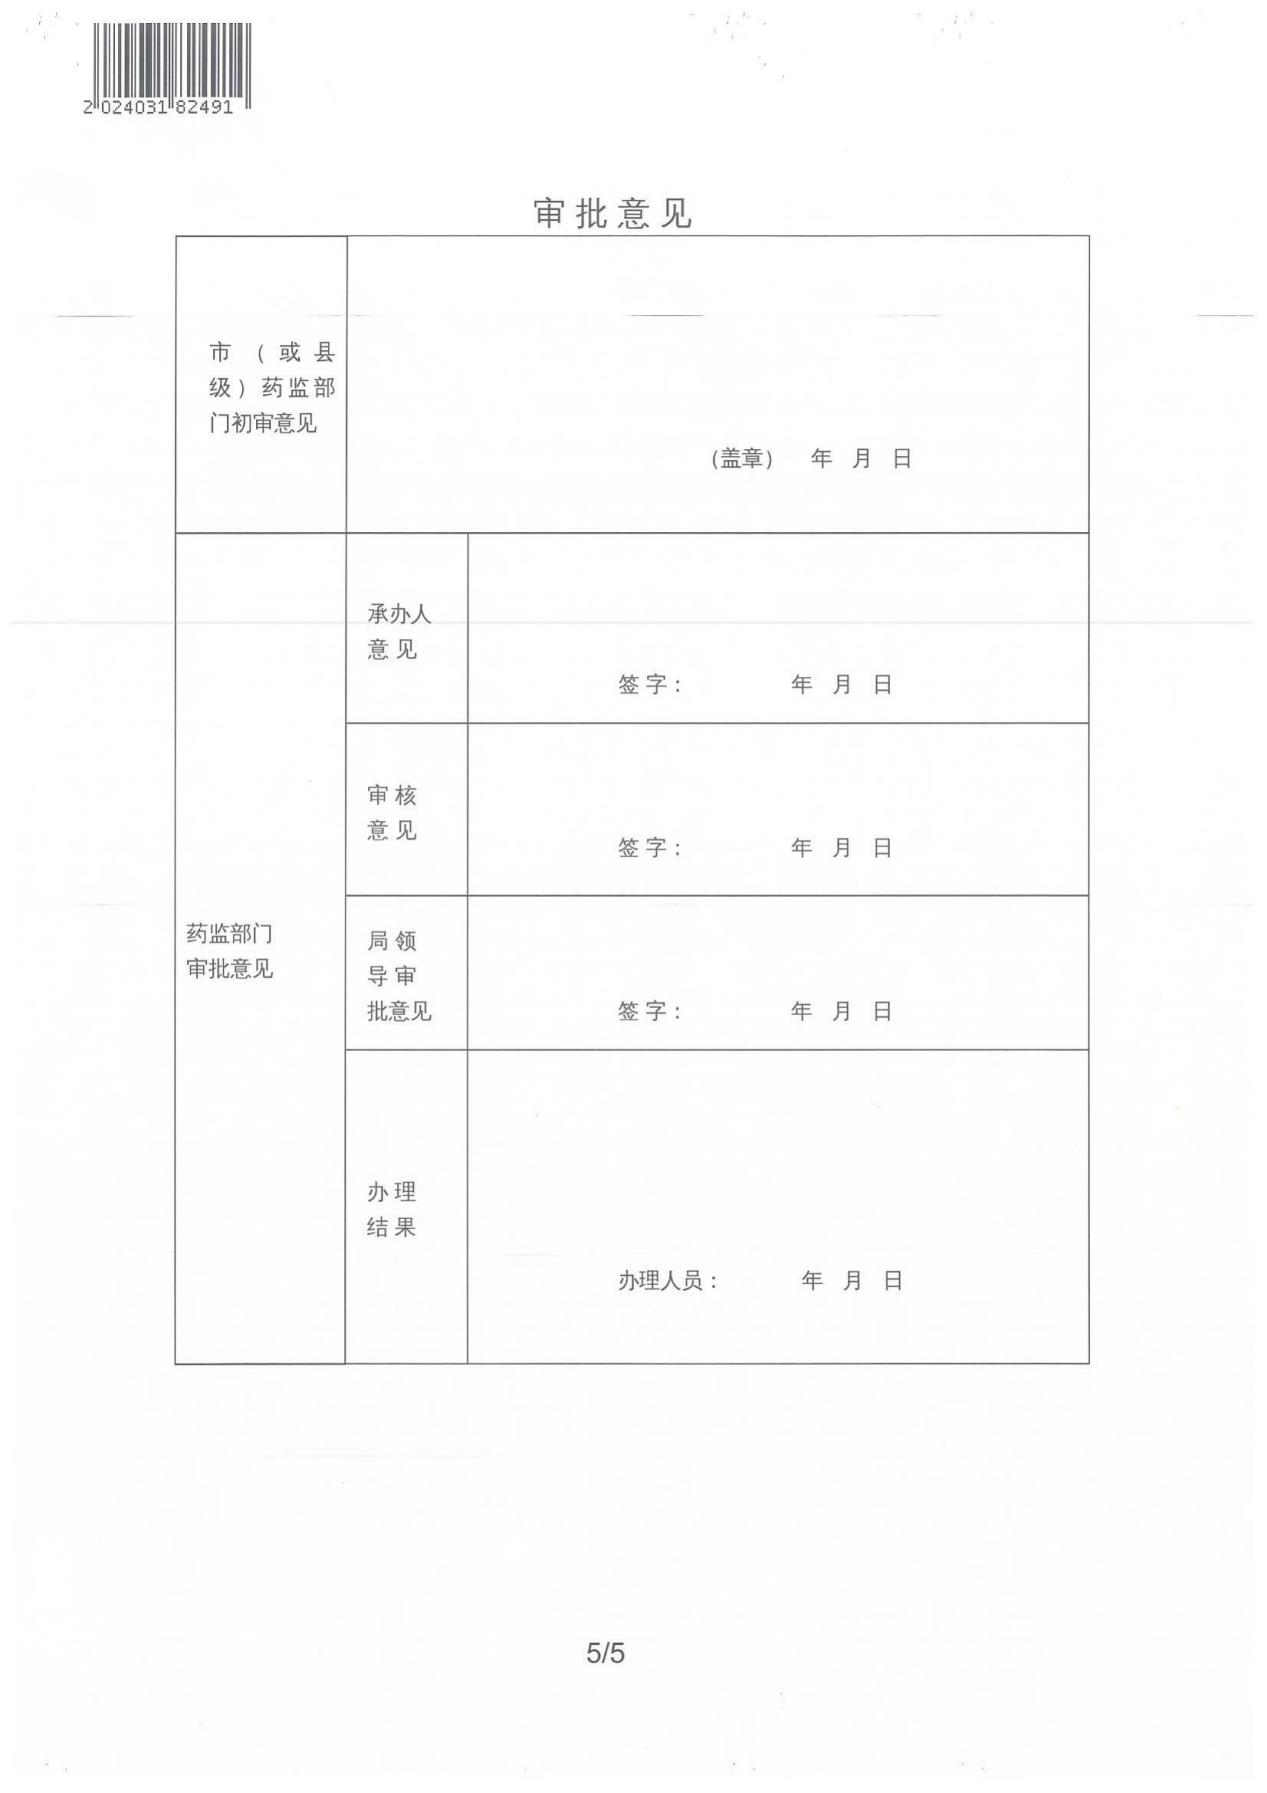 202403182491
审批意见
市（或县
级）药监部
门初审意见
（盖章） 年 月 日
承办人
意见
签字： 年 月 日
审核
意见
签字： 年 月 日
药监部门
审批意见
局领
导审
批意见
签字： 年 月 日
办理
结果
办理人员： 年 月 日
5/5